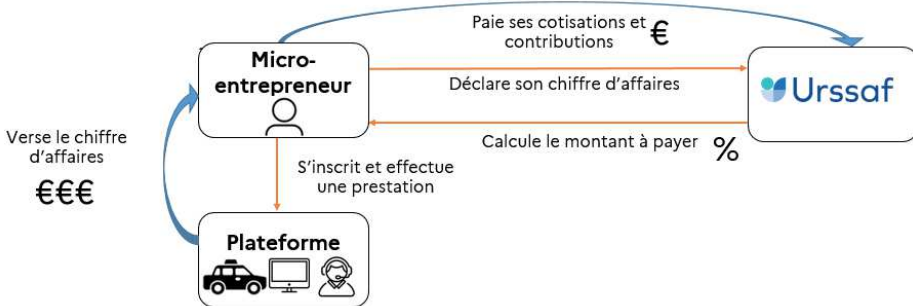 Paie ses cotisations et
contributions €
Micro-
entrepreneur
Déclare son chiffre d'affaires
Urssaf
Calcule le montant à payer %
Verse le chiffre
d'affaires
€€€
S'inscrit et effectue
une prestation
Plateforme